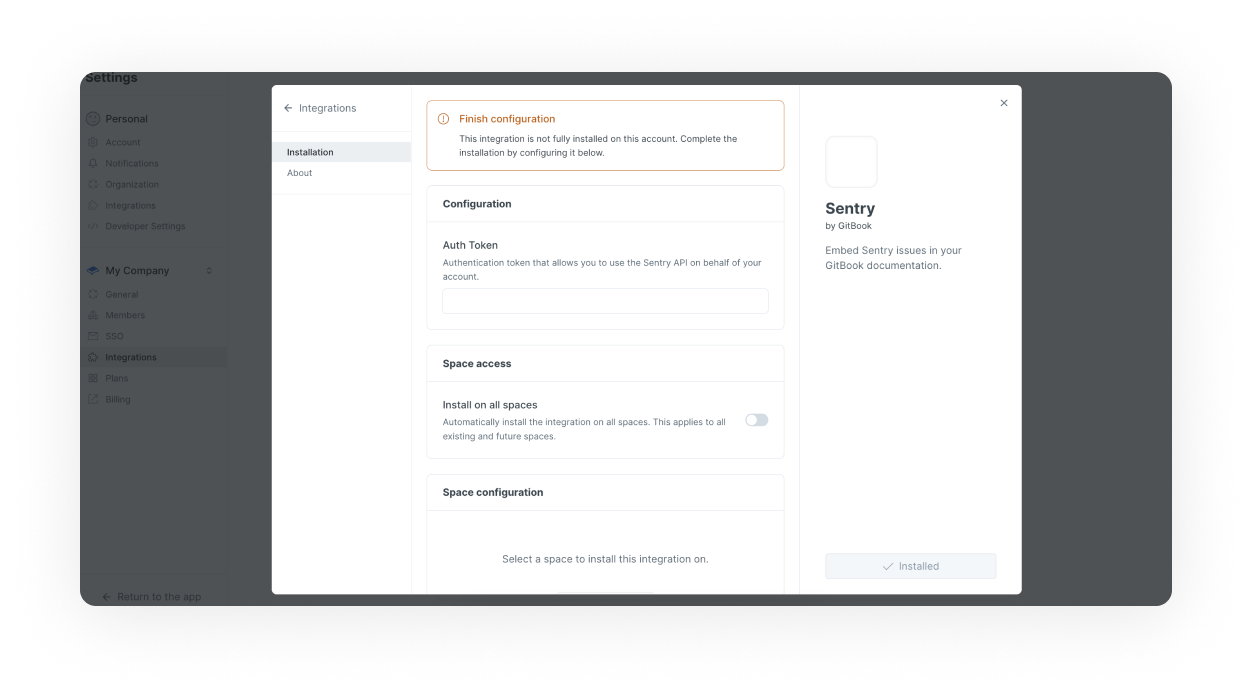 Settings
Personal
Account
Notifications
Organization
Integrations
Developer Settings
My Company
General
Members
SSO
Integrations
Plans
Billing
Return to the app
Integrations
Installation
About
Finish configuration
This integration is not fully installed on this account. Complete the
installation by configuring it below.
Configuration
Auth Token
Authentication token that allows you to use the Sentry API on behalf of your
account.
Space access
Install on all spaces
Automatically install the integration on all spaces. This applies to all
existing and future spaces.
Space configuration
Select a space to install this integration on.
Sentry
by GitBook
Embed Sentry issues in your
GitBook documentation.
Installed